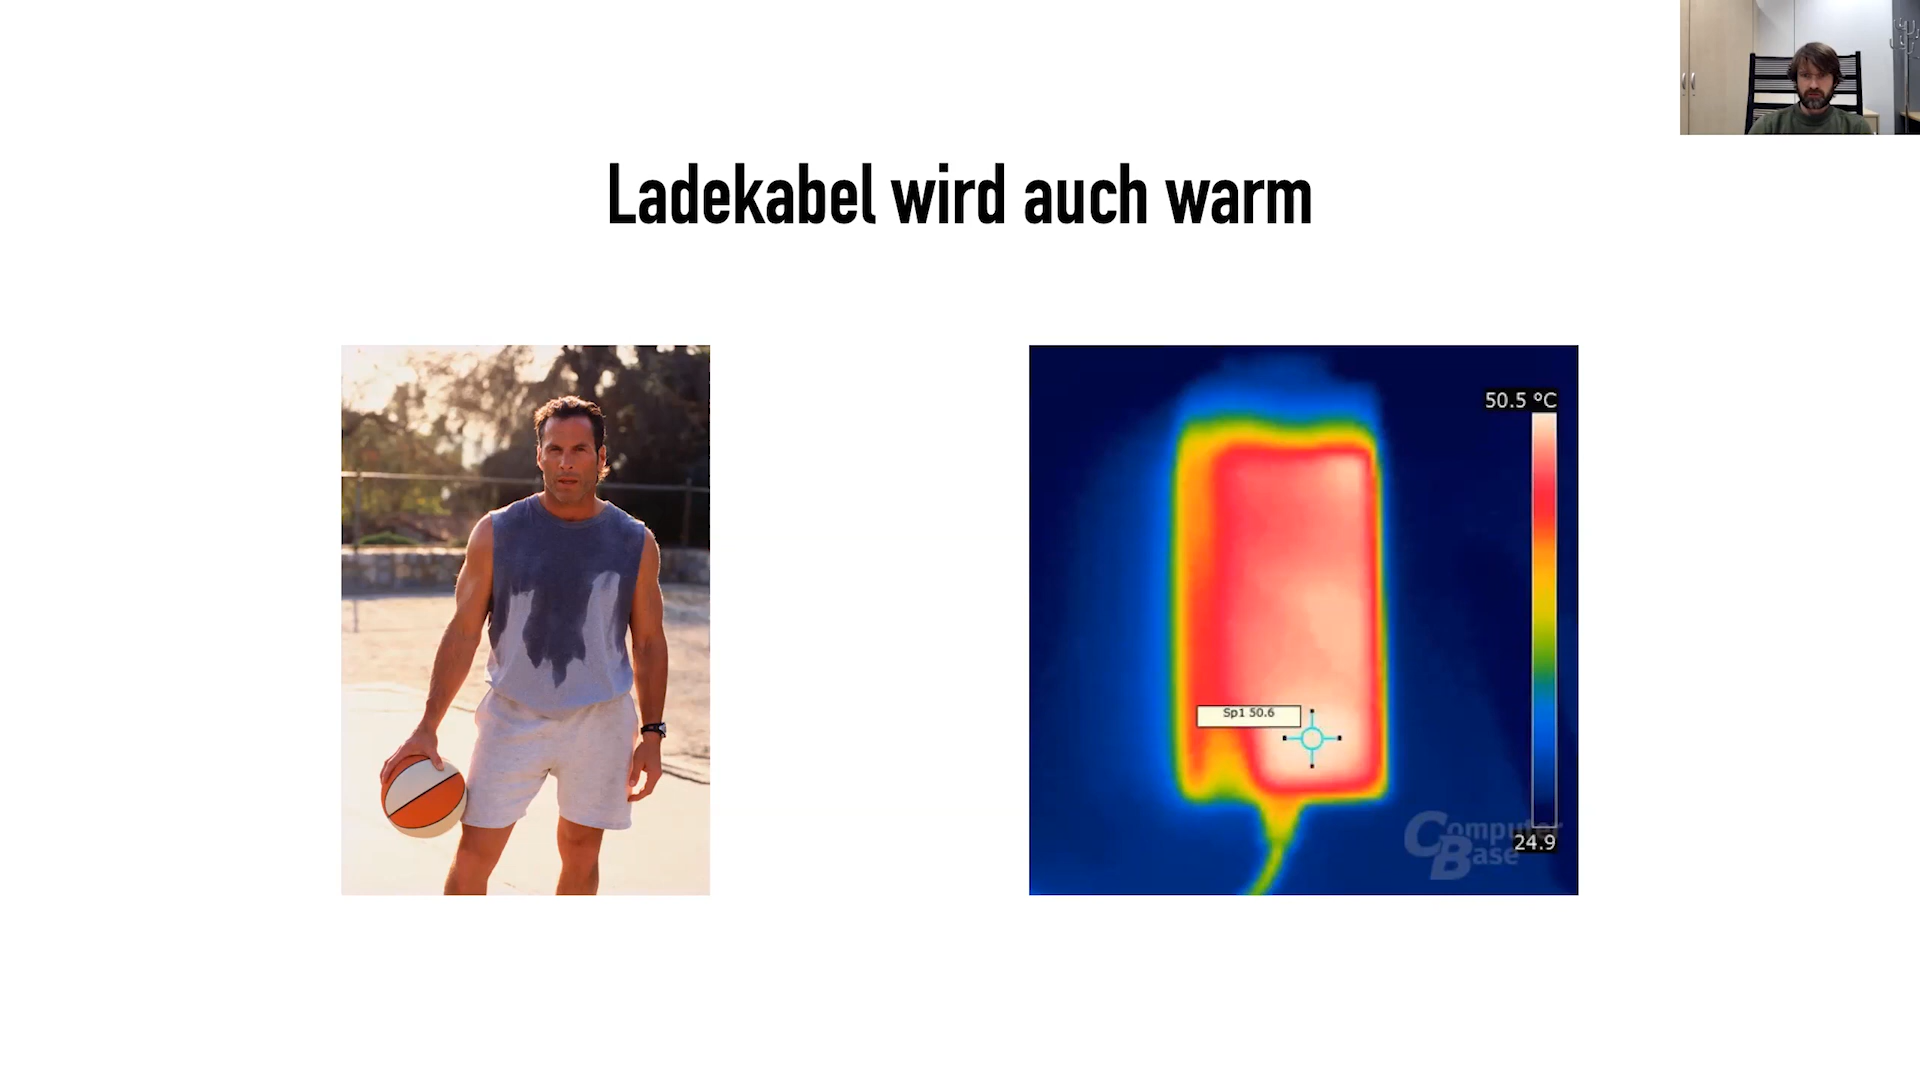 Ladekabel wird auch warm
50.5 °C
Sp1 50.6
Computer
Base
24.9